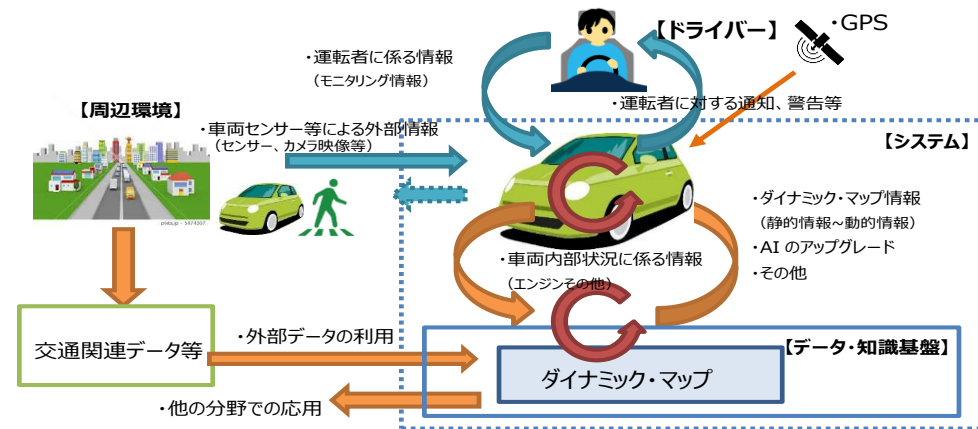 【ドライバー】
・GPS
・運転者に係る情報
（モニタリング情報）
・運転者に対する通知、警告等
【周辺環境】
・車両センサー等による外部情報
（センサー、カメラ映像等）
【システム】
pixta.jp - 5474307
・ダイナミック・マップ情報
（静的情報~動的情報）
・AI のアップグレード
・その他
・車両内部状況に係る情報
（エンジンその他）
交通関連データ等
・外部データの利用
【データ・知識基盤】
ダイナミック・マップ
・他の分野での応用